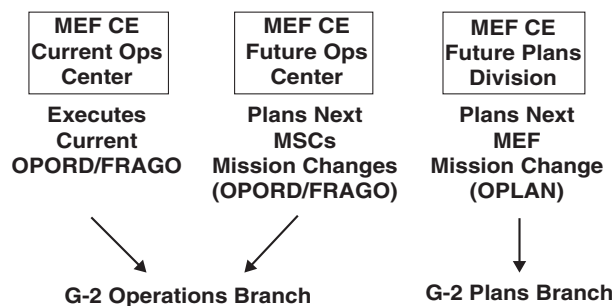 MEF CE
Current Ops
Center
Executes
Current
OPORD/FRAGO
MEF CE
Future Ops
Center
Plans Next
MSCs
Mission Changes
(OPORD/FRAGO)
MEF CE
Future Plans
Division
Plans Next
MEF
Mission Change
(OPLAN)
G-2 Operations Branch
G-2 Plans Branch